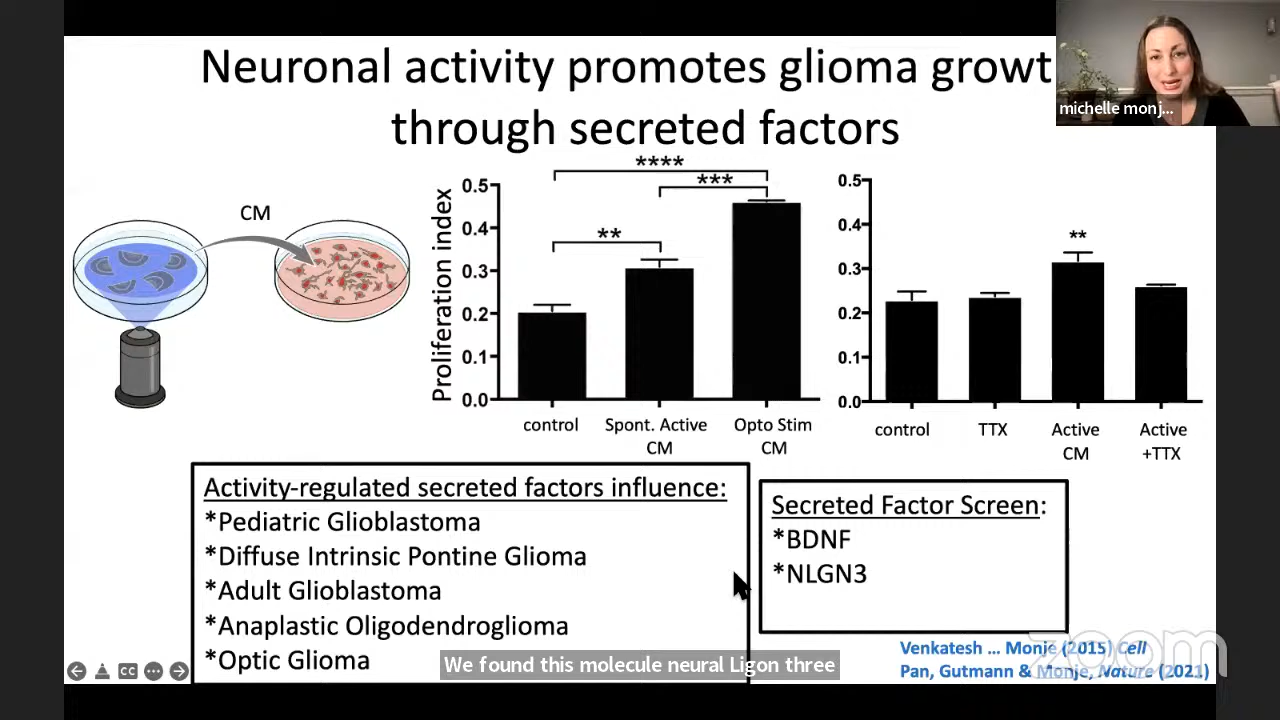 Neuronal activity promotes glioma growt
through secreted factors
michelle monj...
CM
****
***
**
Proliferation index
0.5
0.4
0.3
0.2
0.1
0.0
control
Spont. Active
CM
Opto Stim
CM
0.5
0.4
0.3
0.2
0.1
0.0
**
control
TTX
Active
CM
Active
+TTX
Activity-regulated secreted factors influence:
*Pediatric Glioblastoma
*Diffuse Intrinsic Pontine Glioma
*Adult Glioblastoma
*Anaplastic Oligodendroglioma
*Optic Glioma
Secreted Factor Screen:
*BDNF
*NLGN3
Venkatesh ... Monje (2015) Cell
Pan, Gutmann & Monje, Nature (2021)
zoom
CC
We found this molecule neural Ligon three